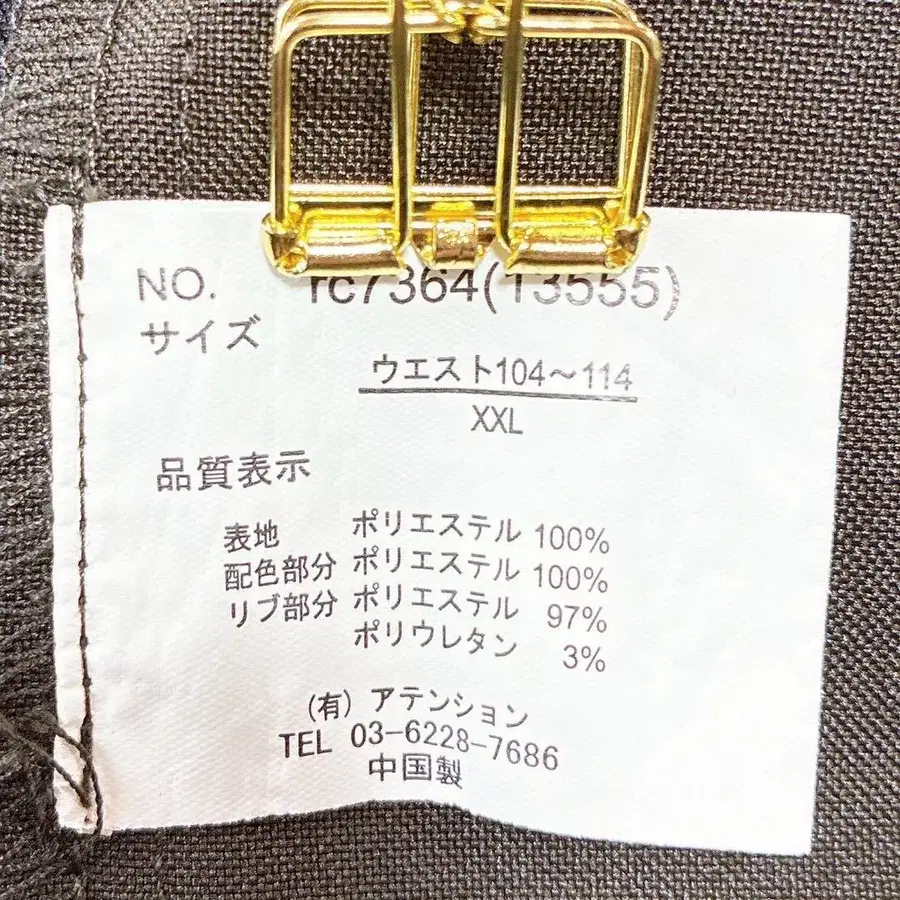 NO. rc7364(13555)
サイズ
ウエスト104～114
XXL
品質表示
表地 ポリエステル 100%
配色部分 ポリエステル 100%
リブ部分 ポリエステル 97%
ポリウレタン 3%
(有) アテンション
TEL 03-6228-7686
中国製